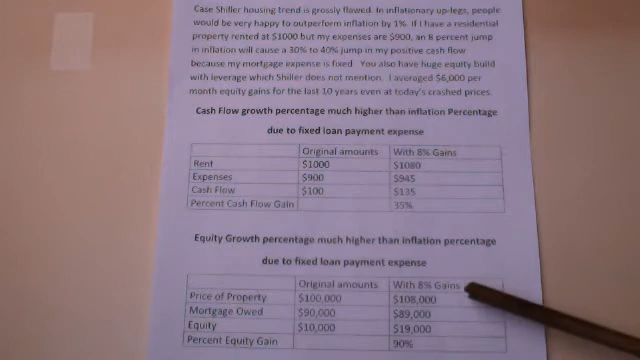 Case Shiller housing trend is grossly flawed. In inflationary up-legs, people
would be very happy to outperform inflation by 1%. If I have a residential
property rented at $1000 but my expenses are $900, an 8 percent jump
in inflation will cause a 30% to 40% jump in my positive cash flow
because my mortgage expense is fixed. You also have huge equity build
with leverage which Shiller does not mention. I averaged $6,000 per
month equity gains for the last 10 years even at today's crashed prices.
Cash Flow growth percentage much higher than inflation Percentage
due to fixed loan payment expense
Original amounts With 8% Gains
Rent $1000 $1080
Expenses $900 $945
Cash Flow $100 $135
Percent Cash Flow Gain 35%
Equity Growth percentage much higher than inflation percentage
due to fixed loan payment expense
Original amounts With 8% Gains
Price of Property $100,000 $108,000
Mortgage Owed $90,000 $89,000
Equity $10,000 $19,000
Percent Equity Gain 90%